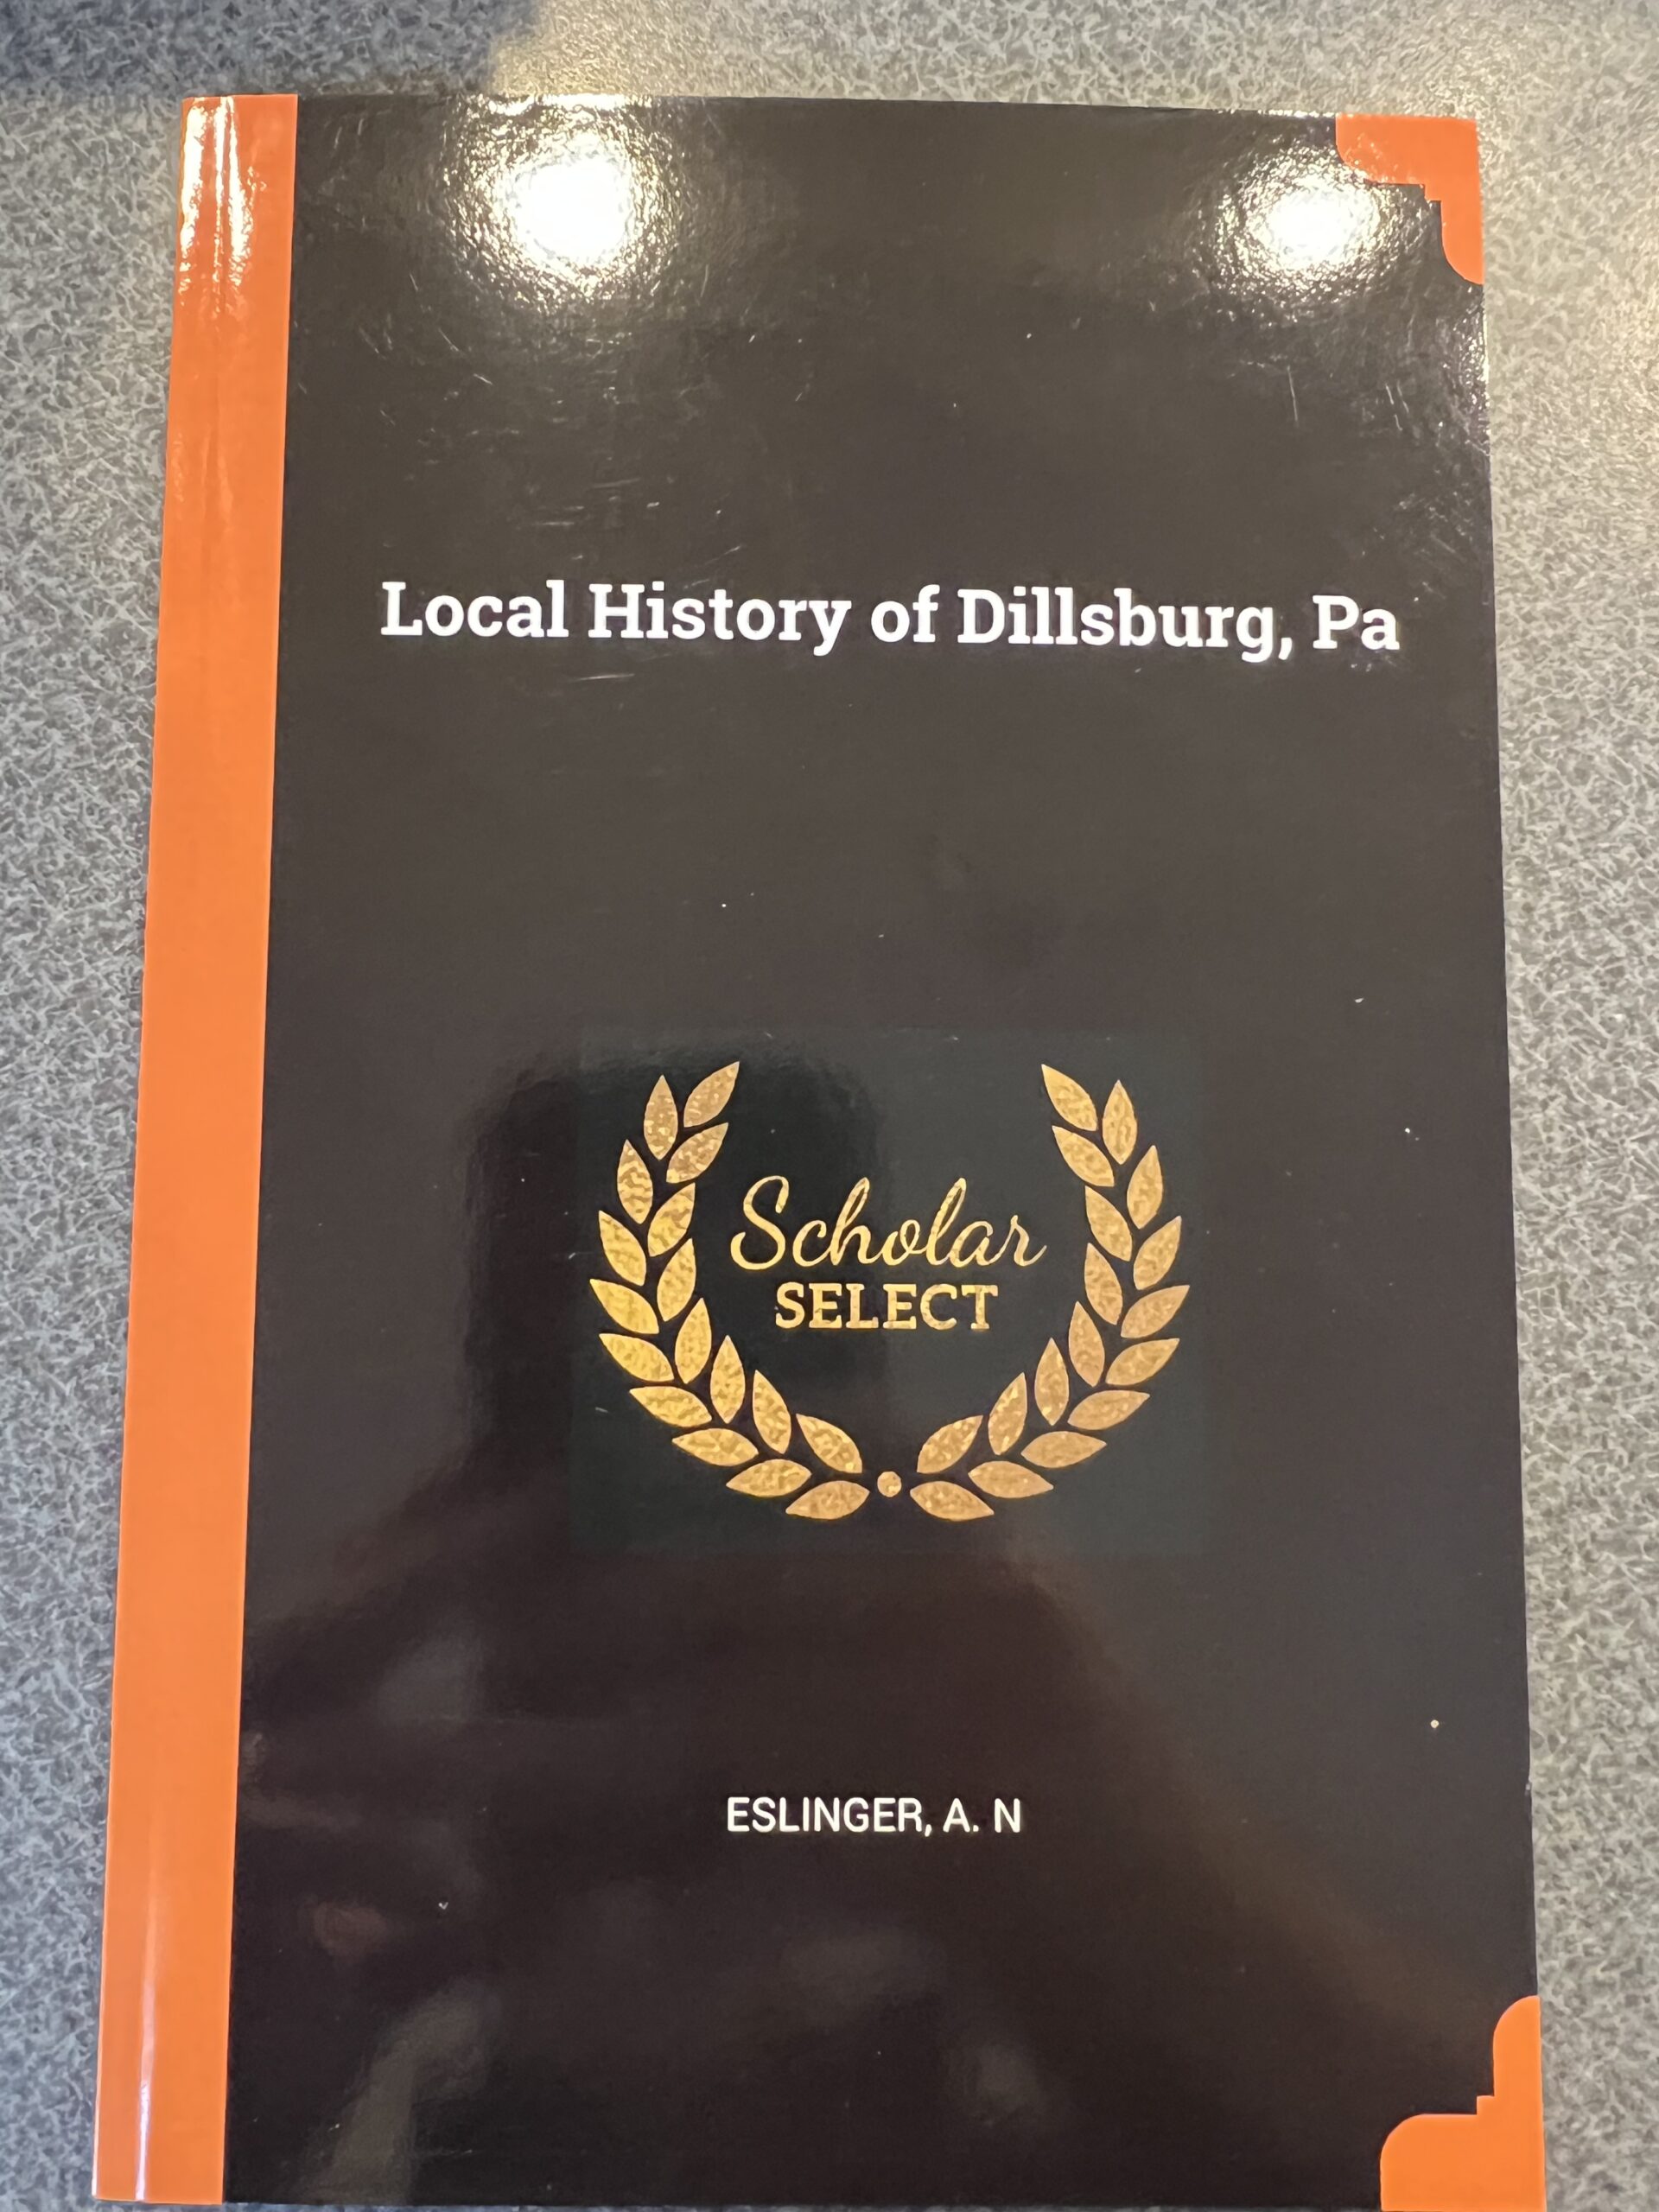 Local History of Dillsburg, Pa
Scholar
SELECT
ESLINGER, A. N